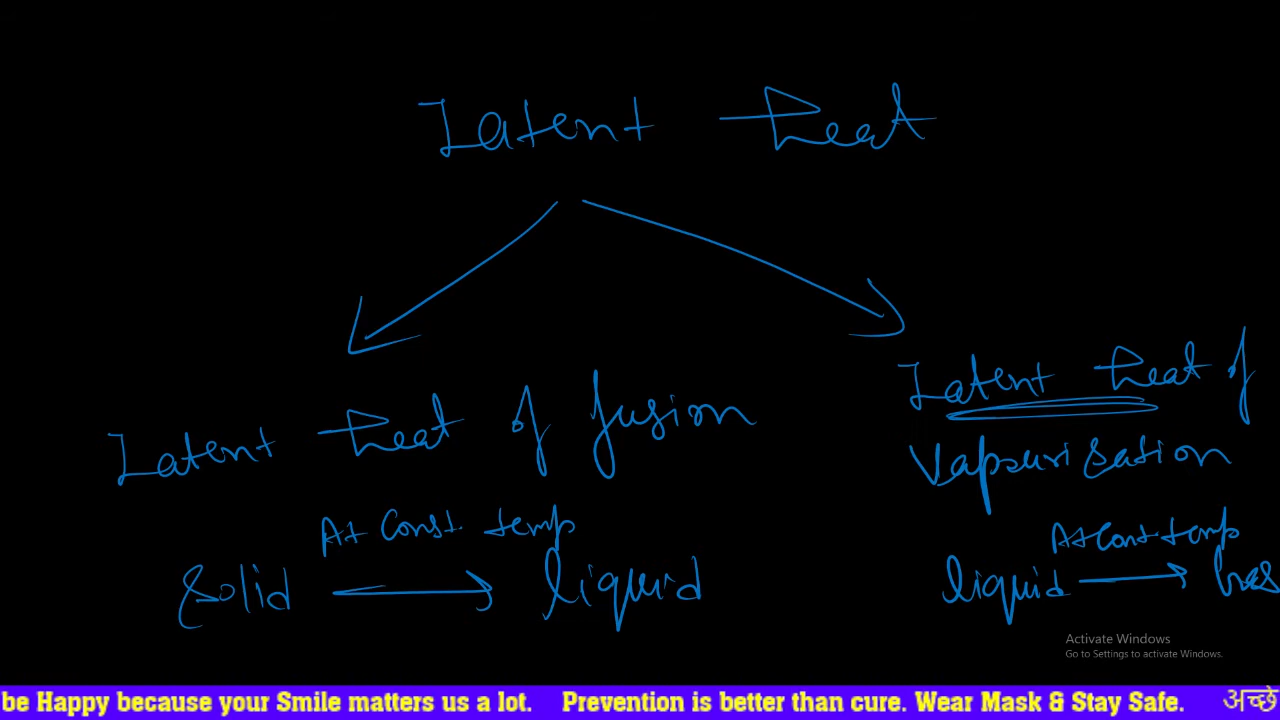 Latent Heat
Latent Heat of fusion
Latent Heat of
Vapourisation
At Const. temp
Solid → liquid
At Const. temp
liquid → Gas
Activate Windows
Go to Settings to activate Windows.
be Happy because your Smile matters us a lot. Prevention is better than cure. Wear Mask & Stay Safe. अच्छे